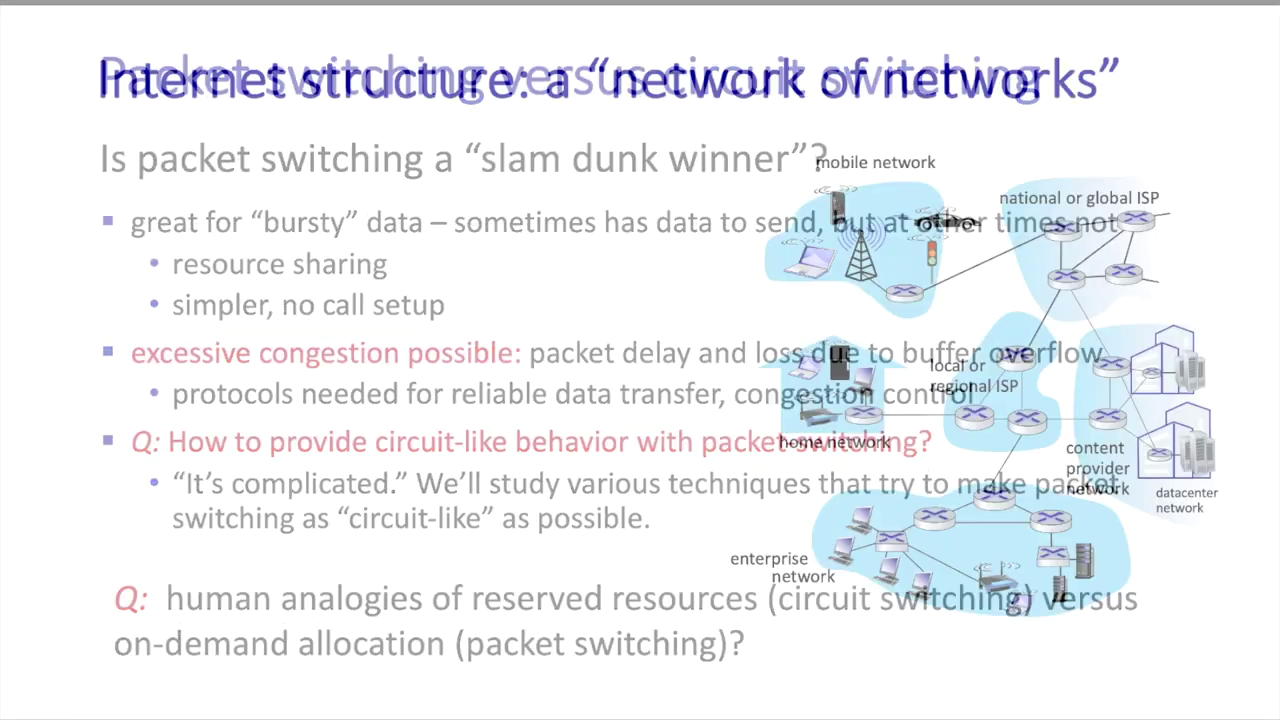 Packet switching versus circuit switching
Internet structure: a “network of networks”
Is packet switching a “slam dunk winner”?
▪ great for “bursty” data – sometimes has data to send, but at other times not
• resource sharing
• simpler, no call setup
▪ excessive congestion possible: packet delay and loss due to buffer overflow
• protocols needed for reliable data transfer, congestion control
▪ Q: How to provide circuit-like behavior with packet-switching?
• “It’s complicated.” We’ll study various techniques that try to make packet
switching as “circuit-like” as possible.
Q: human analogies of reserved resources (circuit switching) versus
on-demand allocation (packet switching)?
mobile network
national or global ISP
local or
regional ISP
home network
content
provider
network
datacenter
network
enterprise
network